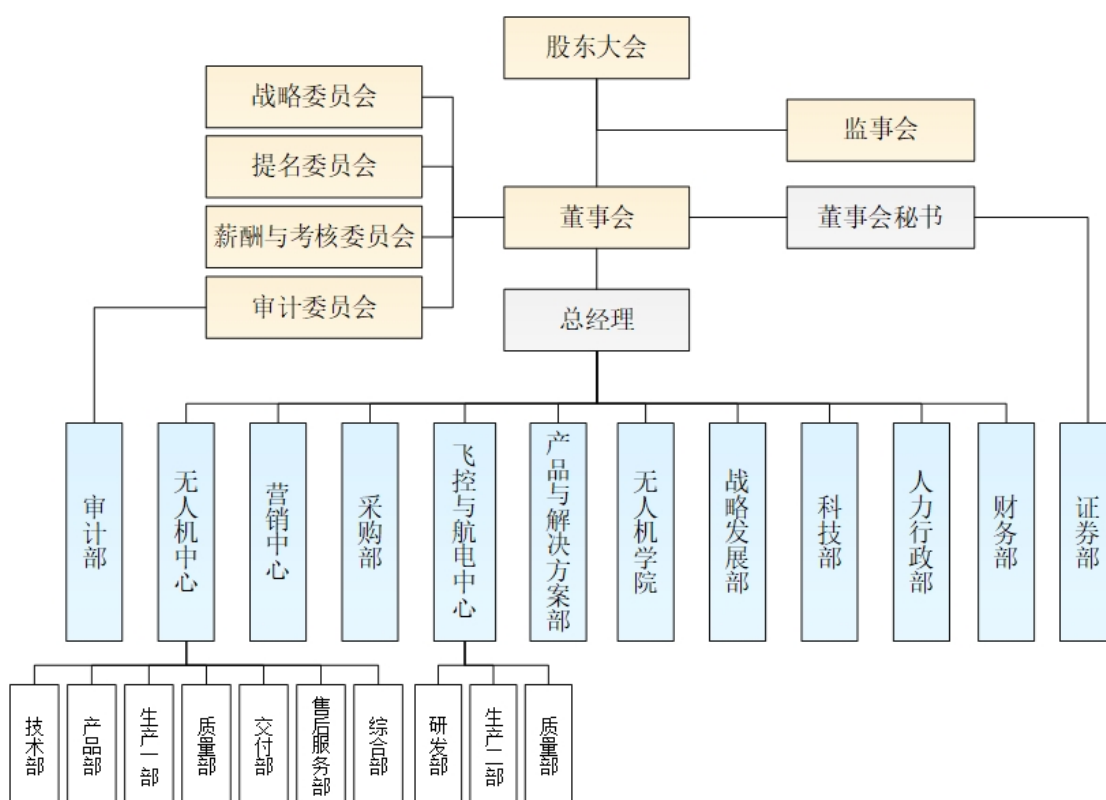 股东大会
战略委员会
监事会
提名委员会
董事会
董事会秘书
薪酬与考核委员会
审计委员会
总经理
审计部
无人机中心
营销中心
采购部
飞控与航电中心
产品与解决方案部
无人机学院
战略发展部
科技部
人力行政部
财务部
证券部
技术部
产品部
生产一部
质量部
交付部
售后服务部
综合部
研发部
生产二部
质量部